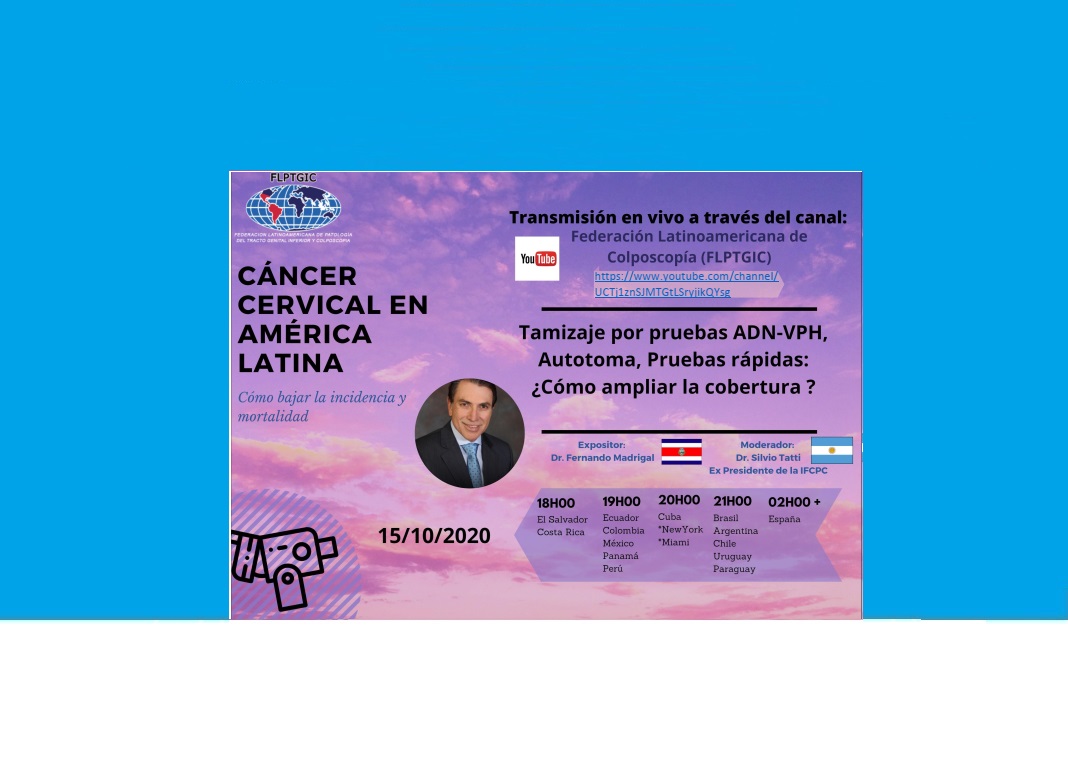 FLPTGIC
FEDERACIÓN LATINOAMERICANA DE PATOLOGÍA
DEL TRACTO GENITAL INFERIOR Y COLPOSCOPÍA
CÁNCER
CERVICAL EN
AMÉRICA
LATINA
Cómo bajar la incidencia y
mortalidad
15/10/2020
Transmisión en vivo a través del canal:
YouTube
Federación Latinoamericana de
Colposcopía (FLPTGIC)
https://www.youtube.com/channel/
UCTj1znSJMTGtLSryjikQYsg
Tamizaje por pruebas ADN-VPH,
Autotoma, Pruebas rápidas:
¿Cómo ampliar la cobertura ?
Expositor:
Dr. Fernando Madrigal
Moderador:
Dr. Silvio Tatti
Ex Presidente de la IFCPC
18H00
El Salvador
Costa Rica
19H00
Ecuador
Colombia
México
Panamá
Perú
20H00
Cuba
*NewYork
*Miami
21H00
Brasil
Argentina
Chile
Uruguay
Paraguay
02H00 +
España